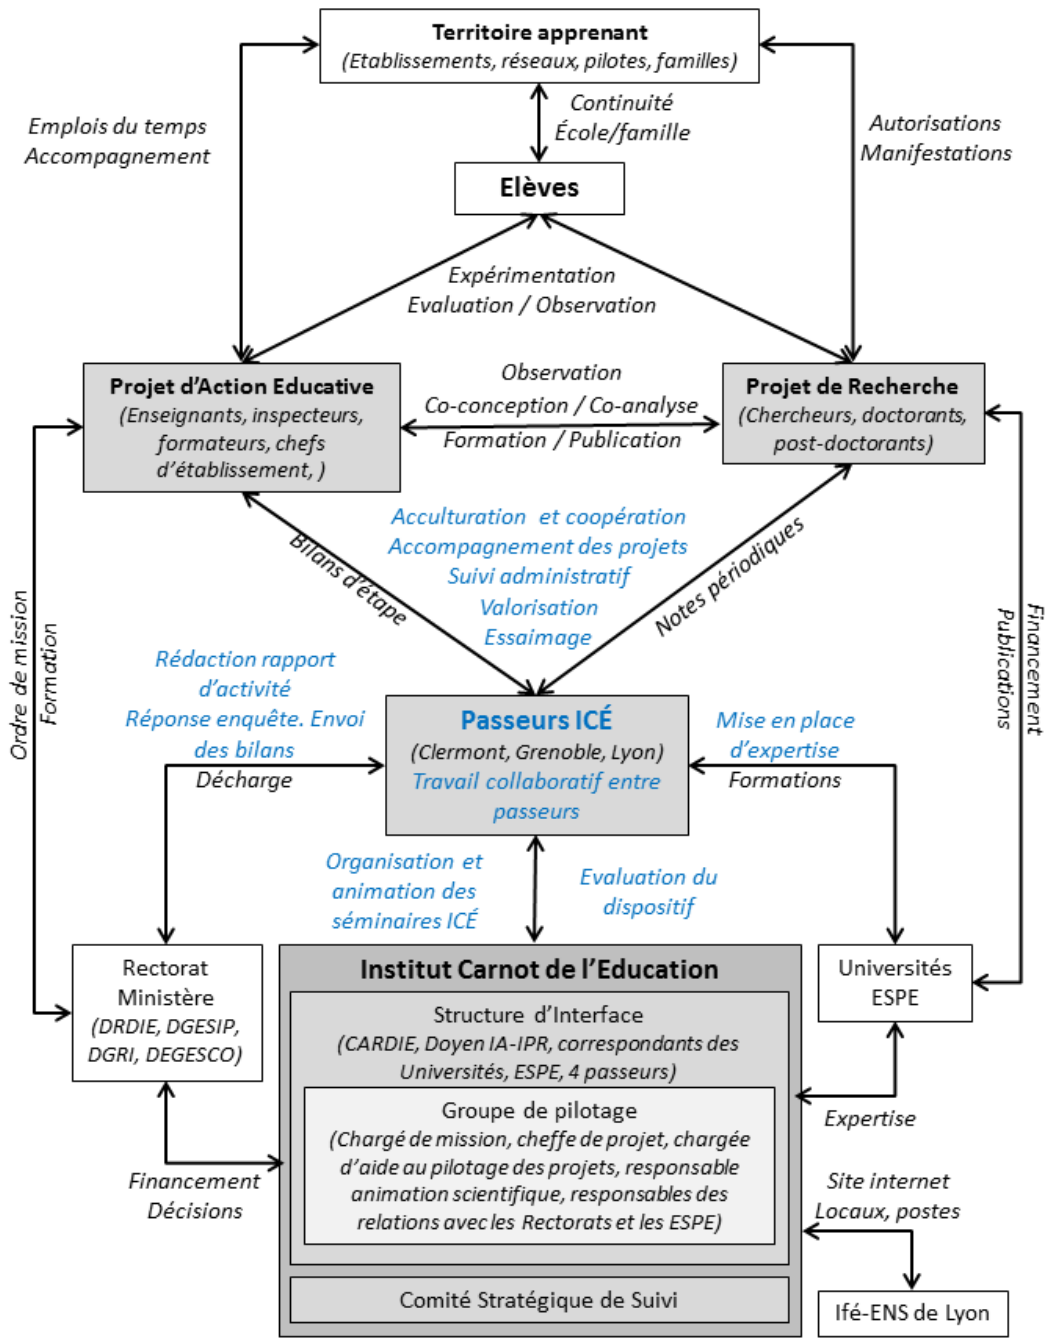 Territoire apprenant
(Etablissements, réseaux, pilotes, familles)
Continuité
École/famille
Emplois du temps
Accompagnement
Autorisations
Manifestations
Elèves
Expérimentation
Evaluation / Observation
Projet d'Action Educative
(Enseignants, inspecteurs,
formateurs, chefs
d'établissement, )
Observation
Co-conception / Co-analyse
Formation / Publication
Projet de Recherche
(Chercheurs, doctorants,
post-doctorants)
Acculturation et coopération
Accompagnement des projets
Suivi administratif
Valorisation
Essaimage
Bilans d'étape
Notes périodiques
Ordre de mission
Formation
Financement
Publications
Rédaction rapport
d'activité
Réponse enquête. Envoi
des bilans
Décharge
Passeurs ICÉ
(Clermont, Grenoble, Lyon)
Travail collaboratif entre
passeurs
Mise en place
d'expertise
Formations
Organisation et
animation des
séminaires ICÉ
Evaluation du
dispositif
Rectorat
Ministère
(DRDIE, DGESIP,
DGRI, DEGESCO)
Institut Carnot de l'Education
Structure d'Interface
(CARDIE, Doyen IA-IPR, correspondants des
Universités, ESPE, 4 passeurs)
Groupe de pilotage
(Chargé de mission, cheffe de projet, chargée
d'aide au pilotage des projets, responsable
animation scientifique, responsables des
relations avec les Rectorats et les ESPE)
Comité Stratégique de Suivi
Universités
ESPE
Expertise
Financement
Décisions
Site internet
Locaux, postes
Ifé-ENS de Lyon